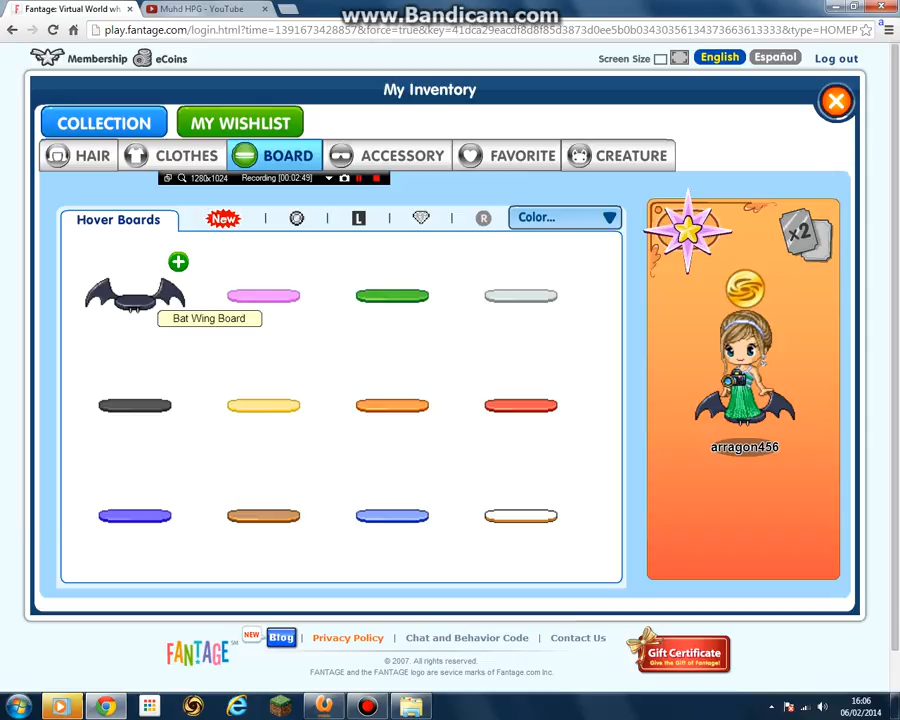 www.Bandicam.com
Fantage: Virtual World wh ×
Muhd HPG - YouTube ×
play.fantage.com/login.html?time=1391673428857&force=true&key=41dca29eacdf8d8f85d3873d0ee5b0b03430356134373663613333&type=HOMEP
Membership eCoins
Screen Size
English
Español
Log out
My Inventory
COLLECTION
MY WISHLIST
HAIR
CLOTHES
BOARD
ACCESSORY
FAVORITE
CREATURE
1280x1024 Recording [00:02:49]
Hover Boards
New
L
R
Color...
x2
Bat Wing Board
arragon456
FANTAGE
NEW
Blog | Privacy Policy | Chat and Behavior Code | Contact Us
Gift Certificate
Give the Gift of Fantage!
© 2007. All rights reserved.
FANTAGE and the FANTAGE logo are sevice marks of Fantage.com Inc.
16:06
06/02/2014